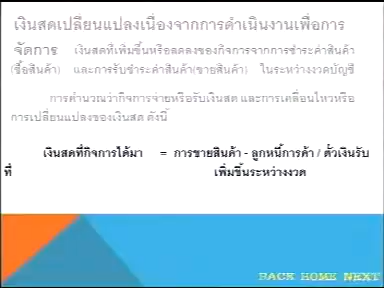 เงินสดเปลี่ยนแปลงเนื่องจากการดำเนินงานเพื่อการ
จัดการ เงินสดที่เพิ่มขึ้นหรือลดลงของกิจการจากการชำระค่าสินค้า
(ซื้อสินค้า) และการรับชำระค่าสินค้า(ขายสินค้า) ในระหว่างงวดบัญชี
การคำนวณว่ากิจการจ่ายหรือรับเงินสด และการเคลื่อนไหวหรือ
การเปลี่ยนแปลงของเงินสด ดังนี้
เงินสดที่กิจการได้มา = การขายสินค้า - ลูกหนี้การค้า / ตั๋วเงินรับ
ที่ เพิ่มขึ้นระหว่างงวด
BACK HOME NEXT